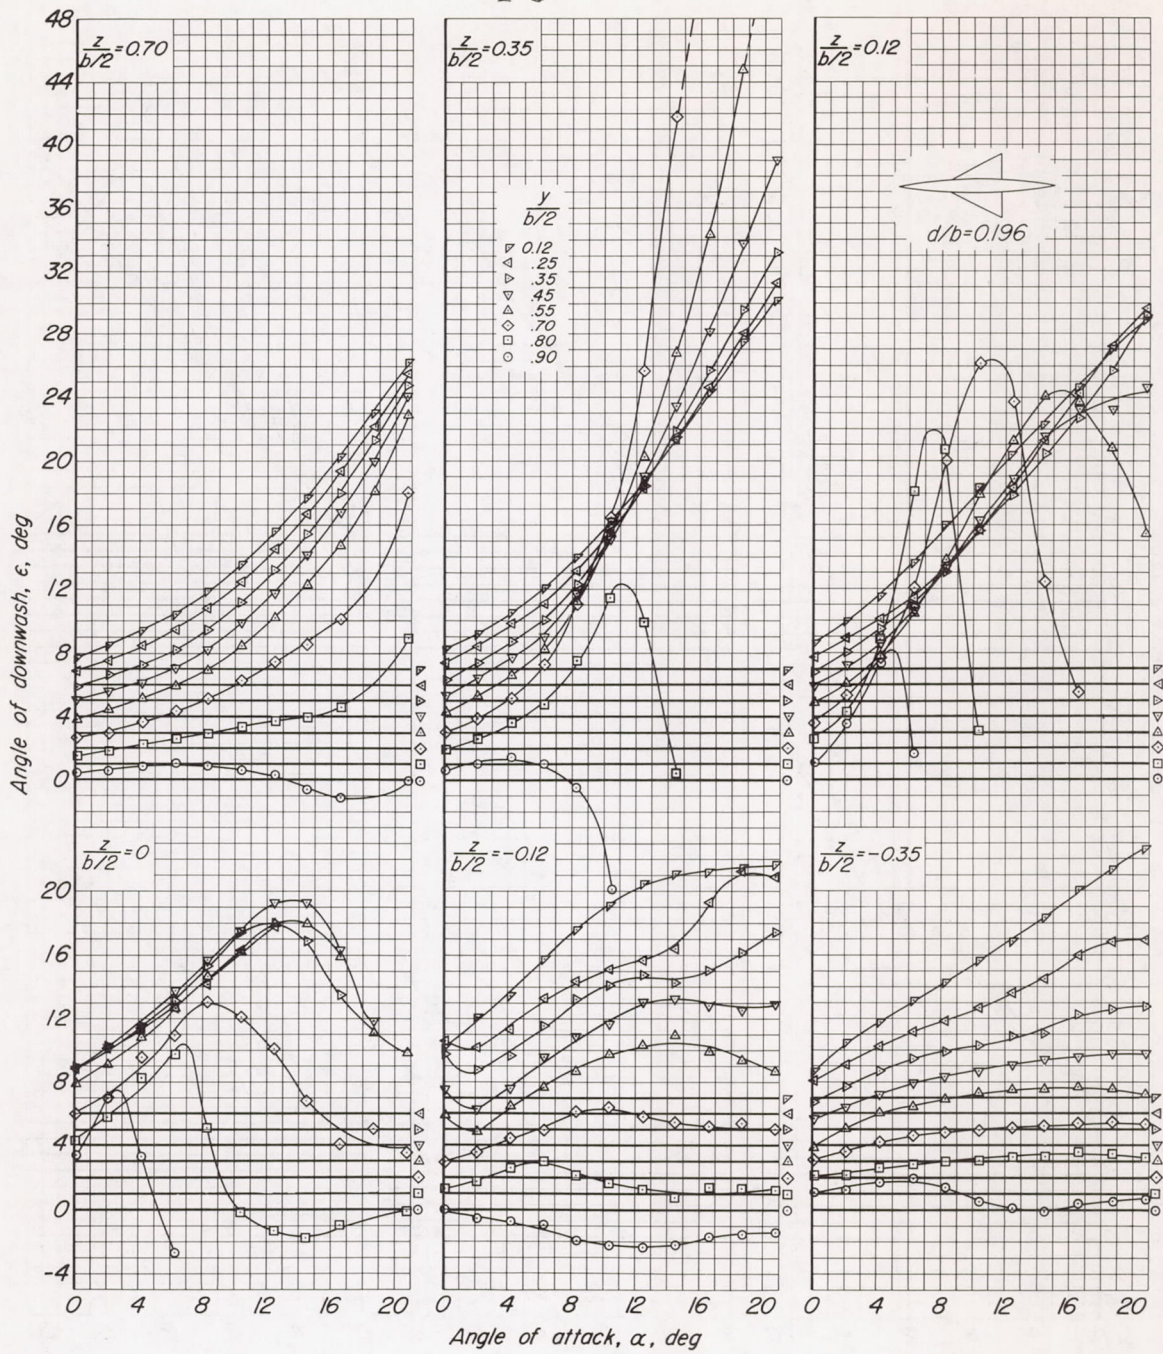 z
b/2 =0.70
z
b/2 =0.35
z
b/2 =0.12
48
44
40
36
32
28
24
20
16
12
8
4
0
y
b/2
0.12
.25
.35
.45
.55
.70
.80
.90
d/b=0.196
Angle of downwash, ϵ, deg
z
b/2 =0
z
b/2 =-0.12
z
b/2 =-0.35
20
16
12
8
4
0
-4
0 4 8 12 16 20
0 4 8 12 16 20
0 4 8 12 16 20
Angle of attack, α, deg